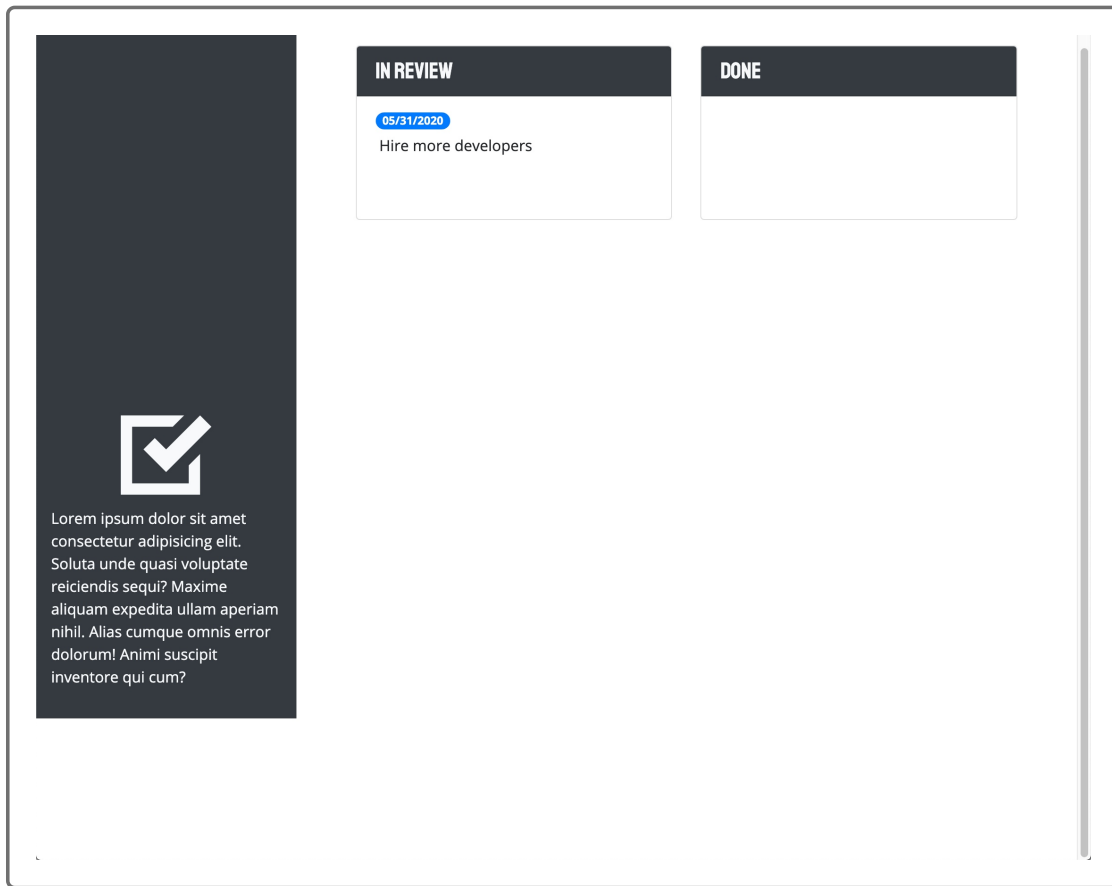 IN REVIEW
05/31/2020
Hire more developers
DONE
Lorem ipsum dolor sit amet
consectetur adipisicing elit.
Soluta unde quasi voluptate
reiciendis sequi? Maxime
aliquam expedita ullam aperiam
nihil. Alias cumque omnis error
dolorum! Animi suscipit
inventore qui cum?